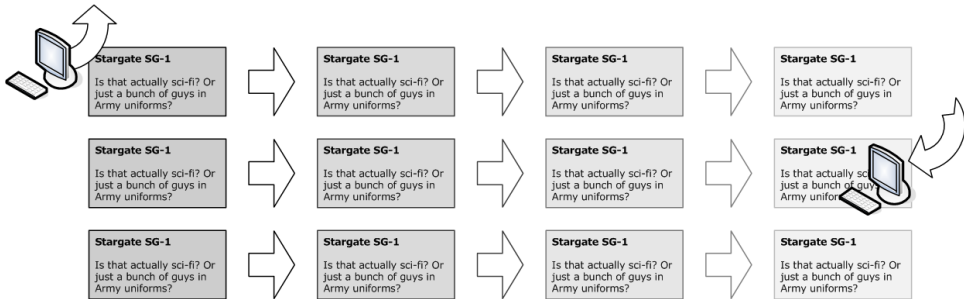 Stargate SG-1
Is that actually sci-fi? Or
just a bunch of guys in
Army uniforms?
Stargate SG-1
Is that actually sci-fi? Or
just a bunch of guys in
Army uniforms?
Stargate SG-1
Is that actually sci-fi? Or
just a bunch of guys in
Army uniforms?
Stargate SG-1
Is that actually sci-fi? Or
just a bunch of guys in
Army uniforms?
Stargate SG-1
Is that actually sci-fi? Or
just a bunch of guys in
Army uniforms?
Stargate SG-1
Is that actually sci-fi? Or
just a bunch of guys in
Army uniforms?
Stargate SG-1
Is that actually sci-fi? Or
just a bunch of guys in
Army uniforms?
Stargate SG-1
Is that actually
just a bunch of guys
Army
Stargate SG-1
Is that actually sci-fi? Or
just a bunch of guys in
Army uniforms?
Stargate SG-1
Is that actually sci-fi? Or
just a bunch of guys in
Army uniforms?
Stargate SG-1
Is that actually sci-fi? Or
just a bunch of guys in
Army uniforms?
Stargate SG-1
Is that actually sci-fi? Or
just a bunch of guys in
Army uniforms?